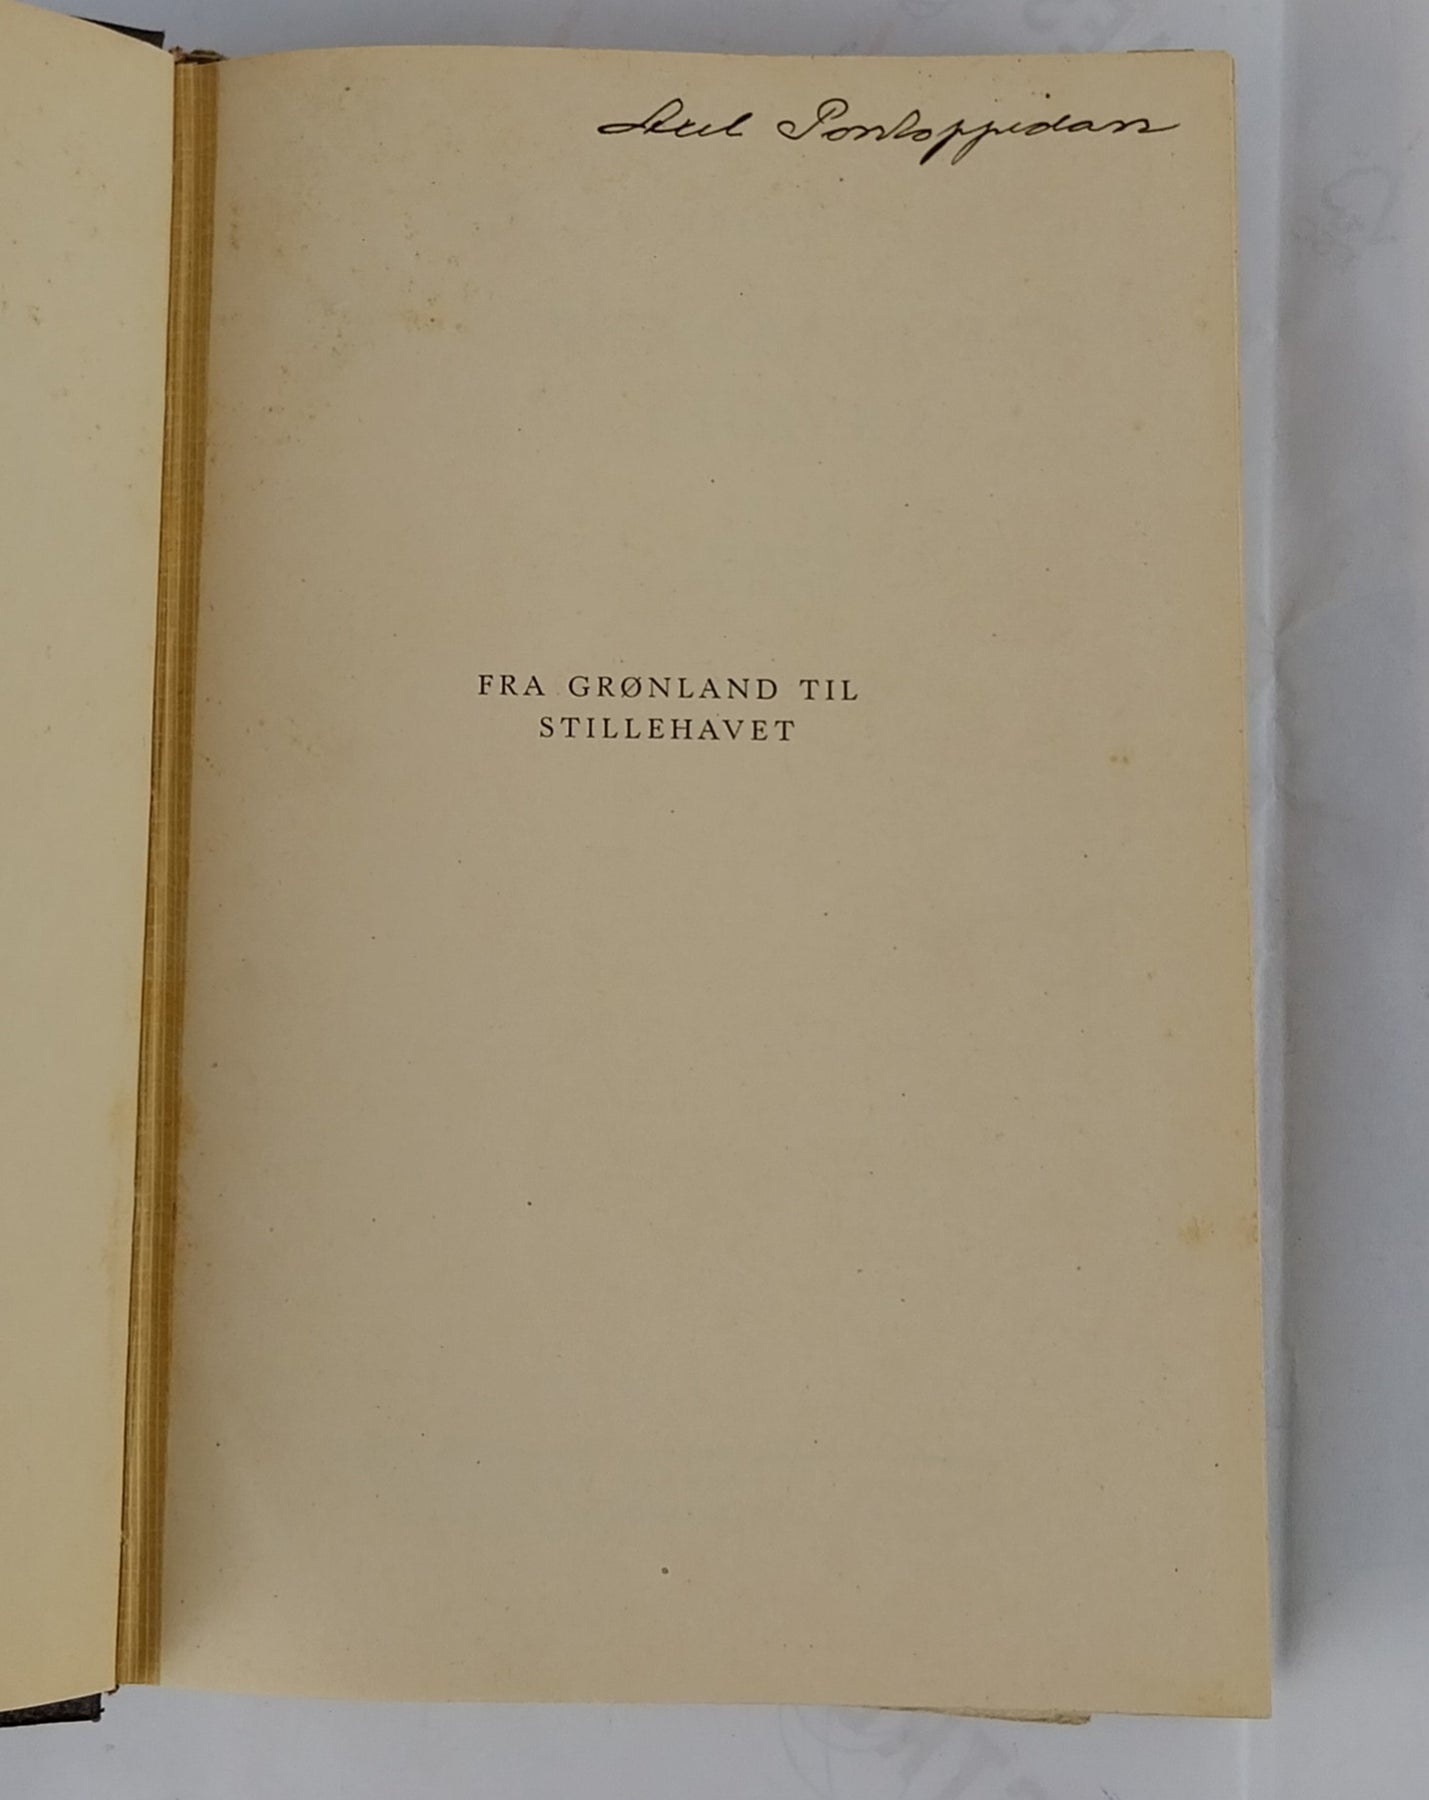 Axel Pontoppidan
FRA GRØNLAND TIL
STILLEHAVET